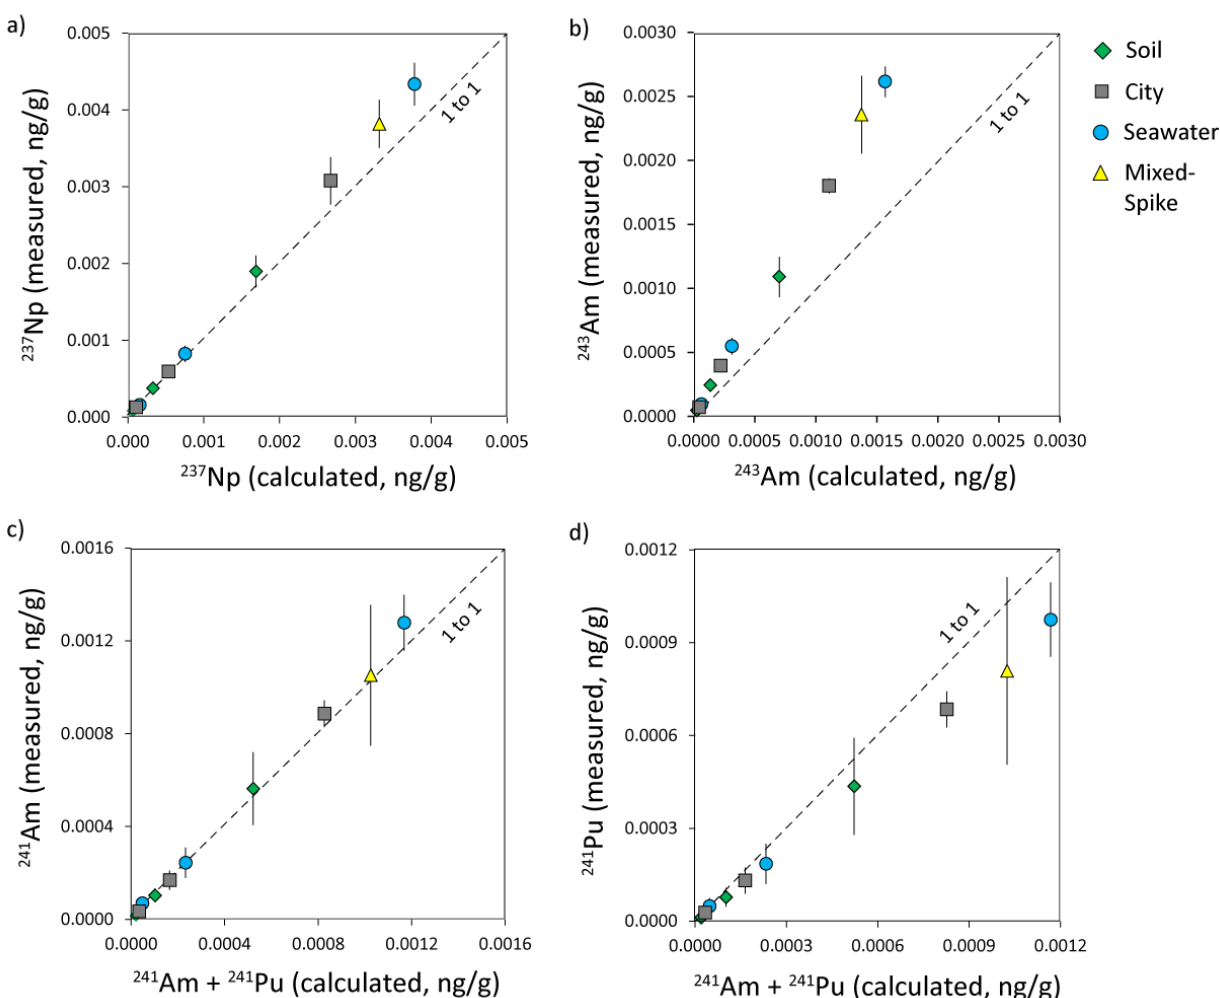 a)
0.005
0.004
0.003
0.002
0.001
0.000
²³⁷Np (measured, ng/g)
1 to 1
0.000 0.001 0.002 0.003 0.004 0.005
²³⁷Np (calculated, ng/g)
b)
0.0030
0.0025
0.0020
0.0015
0.0010
0.0005
0.0000
²⁴³Am (measured, ng/g)
1 to 1
0.0000 0.0005 0.0010 0.0015 0.0020 0.0025 0.0030
²⁴³Am (calculated, ng/g)
Soil
City
Seawater
Mixed-
Spike
c)
0.0016
0.0012
0.0008
0.0004
0.0000
²⁴¹Am (measured, ng/g)
1 to 1
0.0000 0.0004 0.0008 0.0012 0.0016
²⁴¹Am + ²⁴¹Pu (calculated, ng/g)
d)
0.0012
0.0009
0.0006
0.0003
0.0000
²⁴¹Pu (measured, ng/g)
1 to 1
0.0000 0.0003 0.0006 0.0009 0.0012
²⁴¹Am + ²⁴¹Pu (calculated, ng/g)